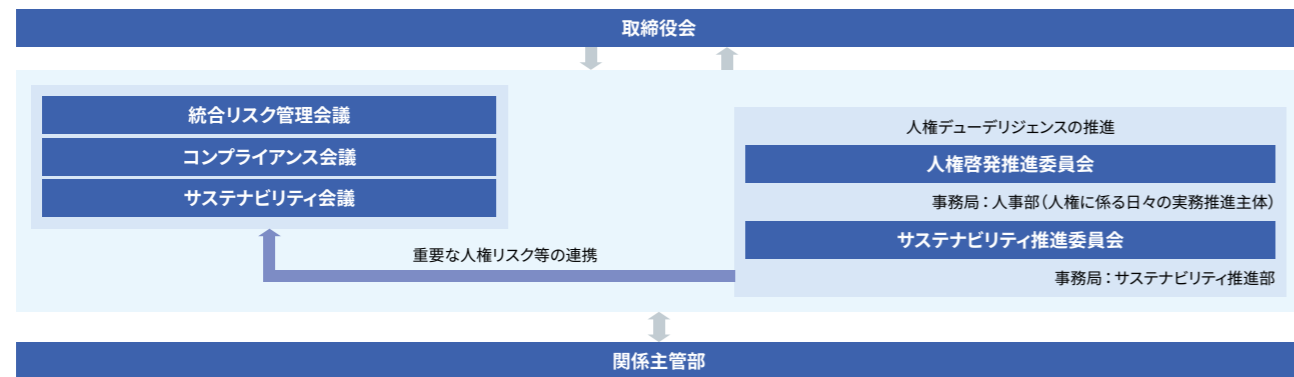 取締役会
統合リスク管理会議
コンプライアンス会議
サステナビリティ会議
人権デューデリジェンスの推進
人権啓発推進委員会
事務局：人事部（人権に係る日々の実務推進主体）
サステナビリティ推進委員会
事務局：サステナビリティ推進部
重要な人権リスク等の連携
関係主管部